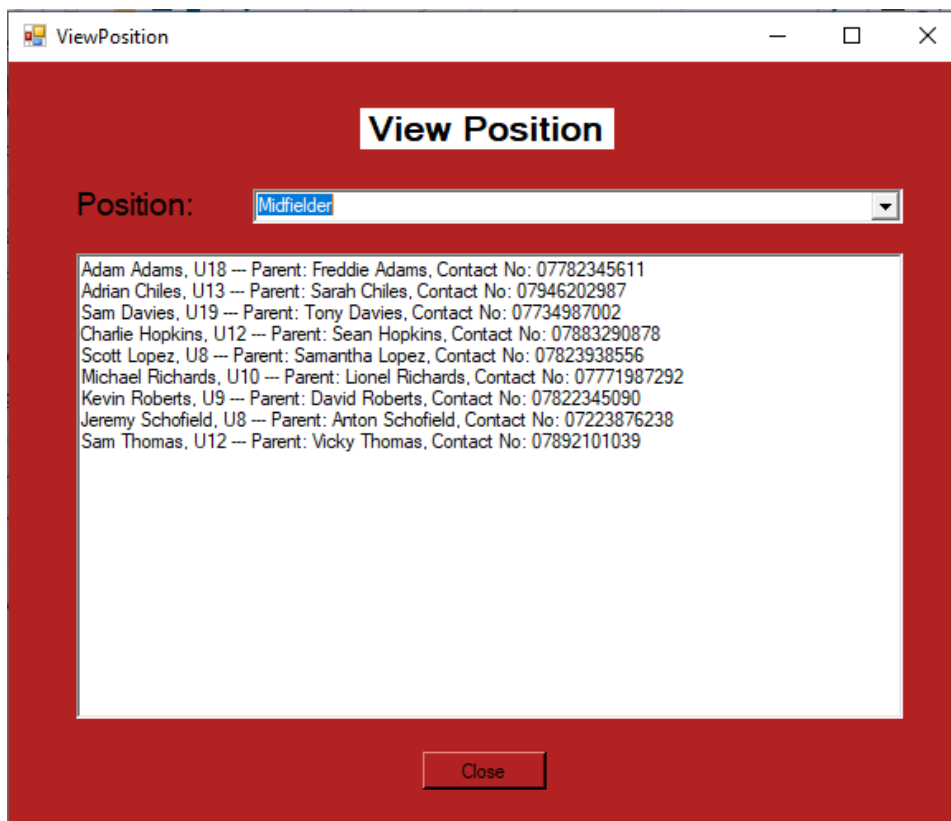 ViewPosition
View Position
Position: Midfielder
Adam Adams, U18 --- Parent: Freddie Adams, Contact No: 07782345611
Adrian Chiles, U13 --- Parent: Sarah Chiles, Contact No: 07946202987
Sam Davies, U19 --- Parent: Tony Davies, Contact No: 07734987002
Charlie Hopkins, U12 --- Parent: Sean Hopkins, Contact No: 07883290878
Scott Lopez, U8 --- Parent: Samantha Lopez, Contact No: 07823938556
Michael Richards, U10 --- Parent: Lionel Richards, Contact No: 07771987292
Kevin Roberts, U9 --- Parent: David Roberts, Contact No: 07822345090
Jeremy Schofield, U8 --- Parent: Anton Schofield, Contact No: 07223876238
Sam Thomas, U12 --- Parent: Vicky Thomas, Contact No: 07892101039
Close